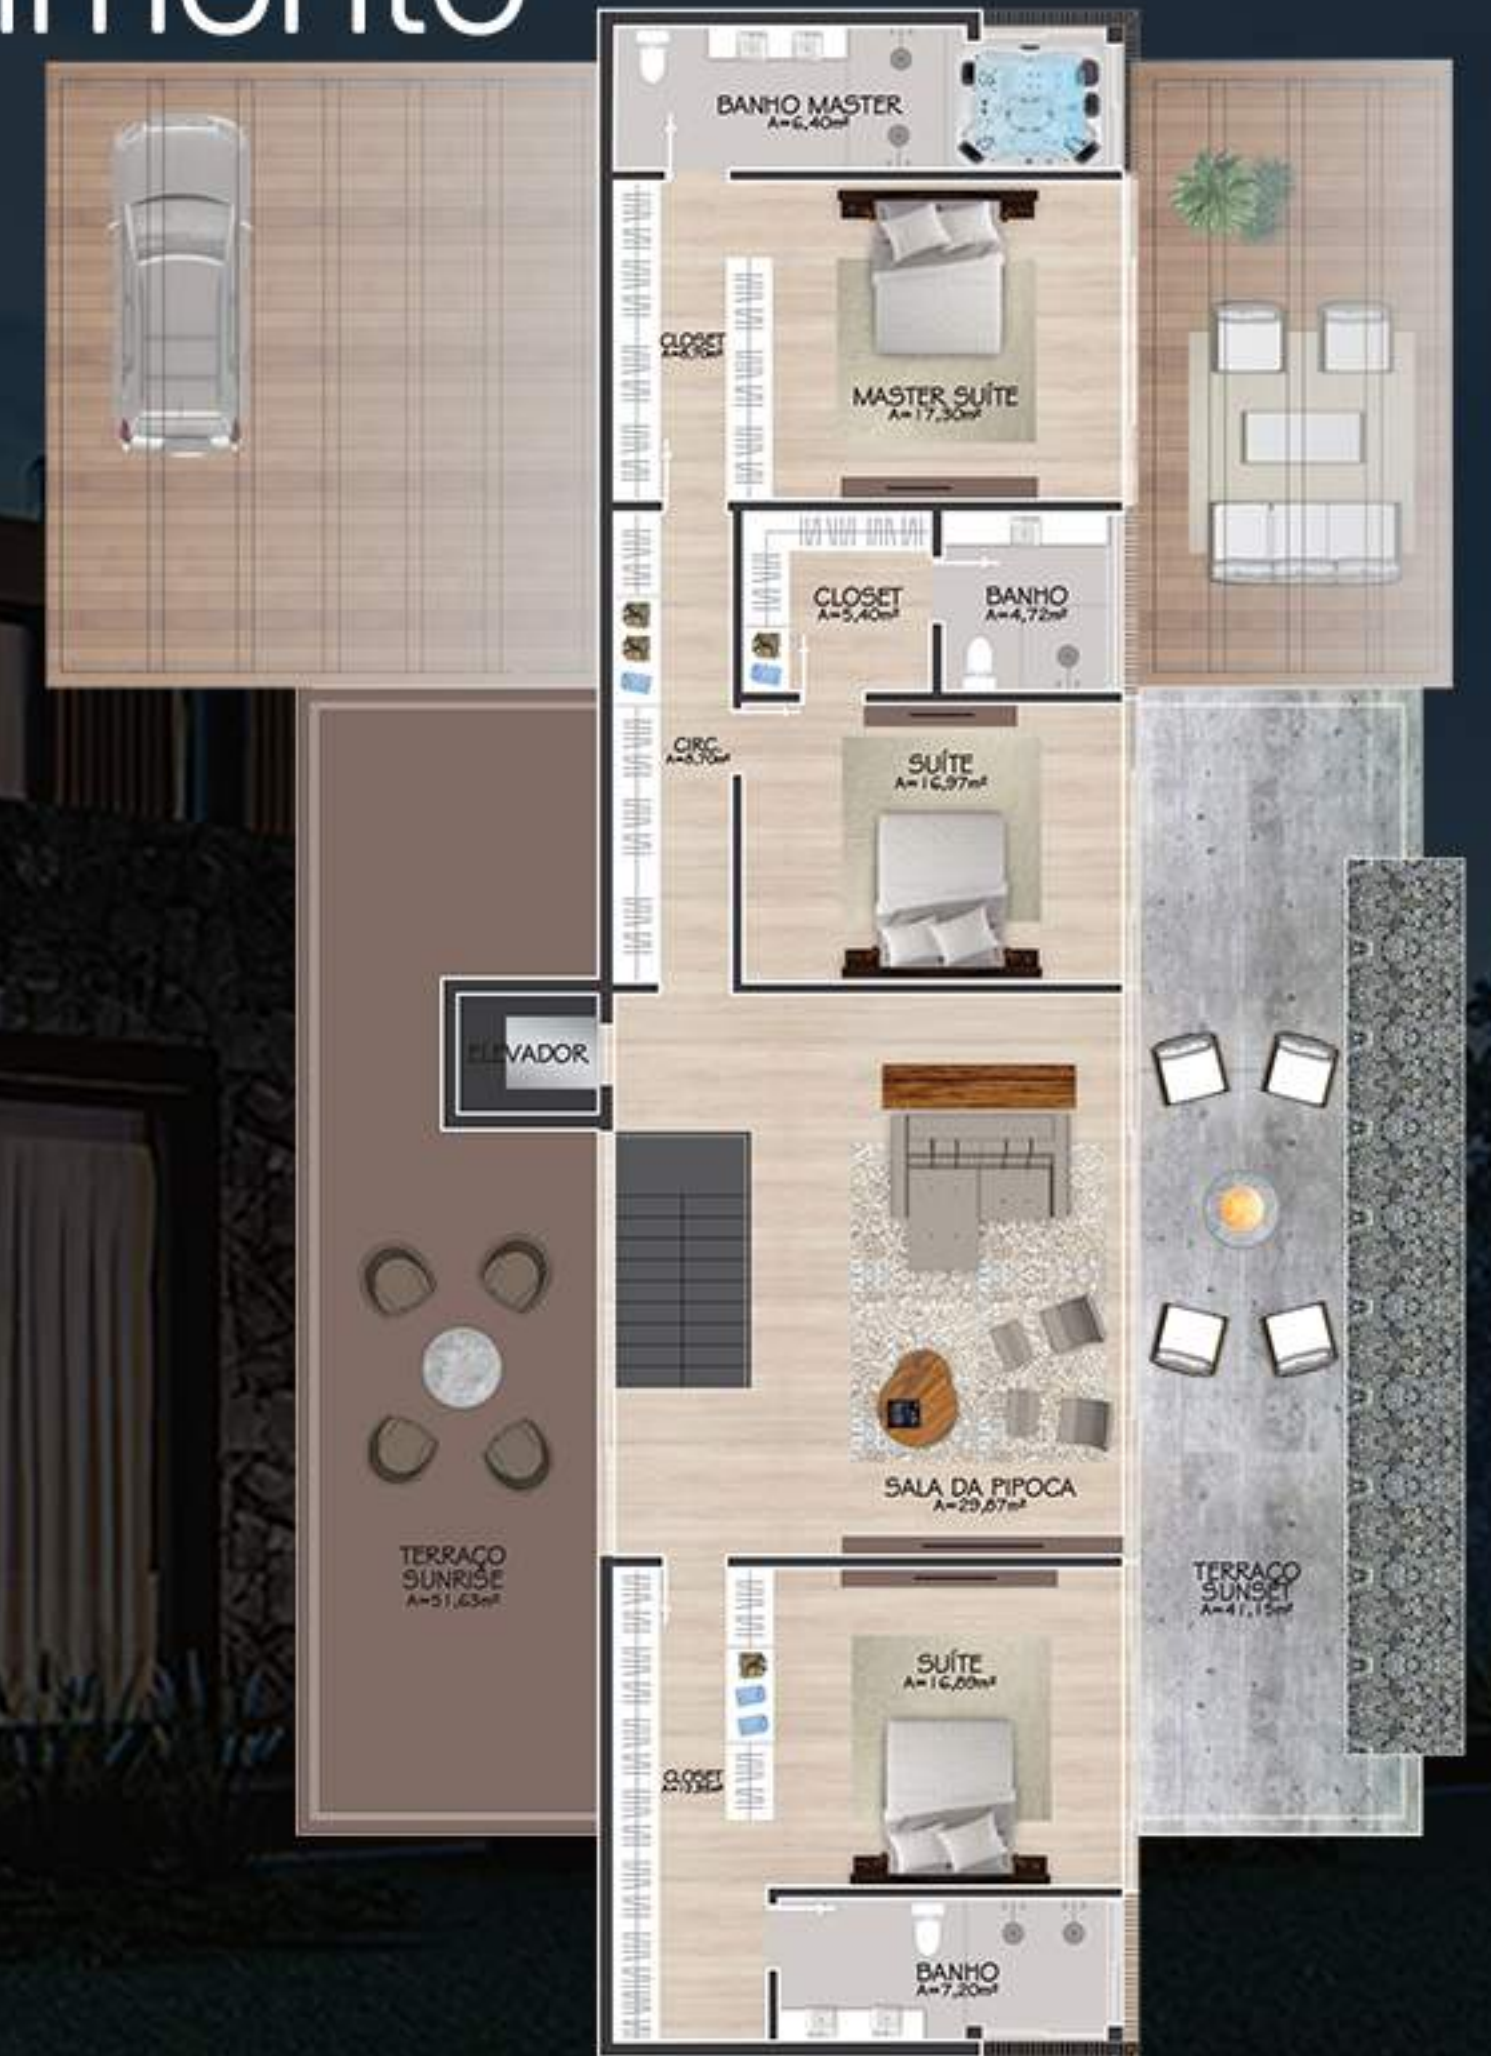 BANHO MASTER
A=6,40m²
CLOSET
MASTER SUÍTE
A=17,30m²
CLOSET
A=5,40m²
BANHO
A=4,72m²
CIRC.
SUÍTE
A=16,97m²
ELEVADOR
SALA DA PIPOCA
A=29,67m²
TERRAÇO
SUNRISE
A=51,63m²
TERRAÇO
SUNSET
A=41,15m²
SUÍTE
CLOSET
BANHO
A=7,20m²